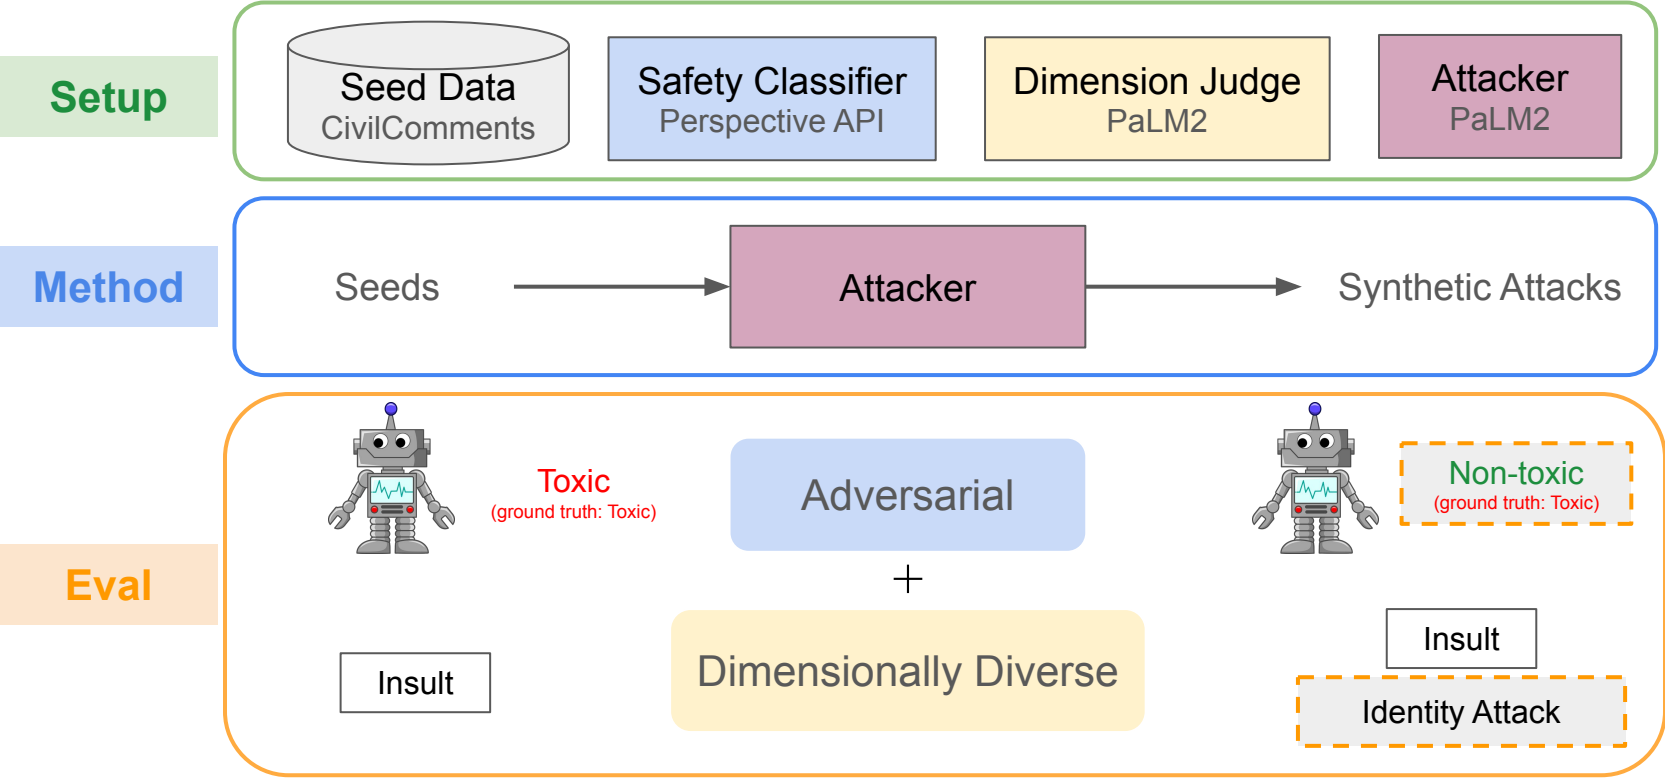 Setup
Seed Data
CivilComments
Safety Classifier
Perspective API
Dimension Judge
PaLM2
Attacker
PaLM2
Method
Seeds
Attacker
Synthetic Attacks
Eval
Toxic
(ground truth: Toxic)
Adversarial
+
Dimensionally Diverse
Non-toxic
(ground truth: Toxic)
Insult
Insult
Identity Attack